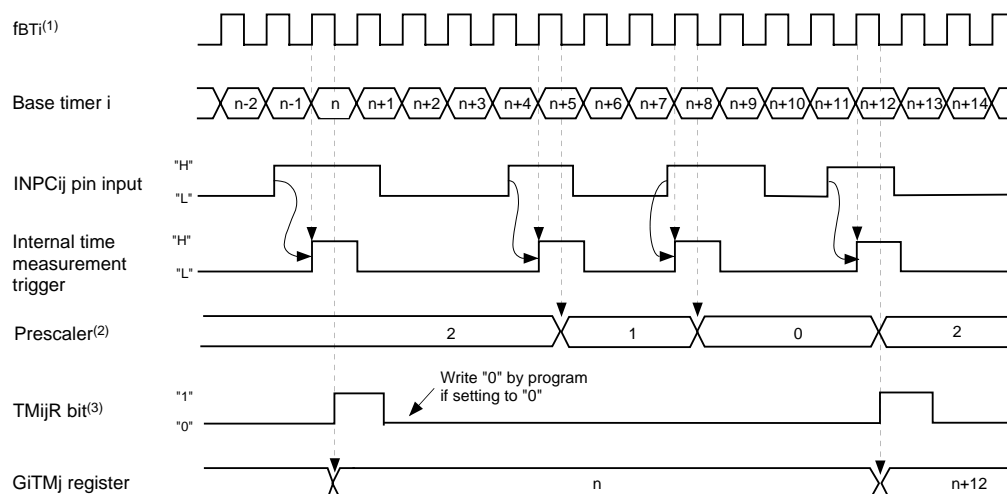 fBTi(1)
Base timer i
n-2 n-1 n n+1 n+2 n+3 n+4 n+5 n+6 n+7 n+8 n+9 n+10 n+11 n+12 n+13 n+14
INPCij pin input
"H"
"L"
Internal time
measurement
trigger
"H"
"L"
Prescaler(2)
2 1 0 2
TMijR bit(3)
"1"
"0"
Write "0" by program
if setting to "0"
GiTMj register
n n+12